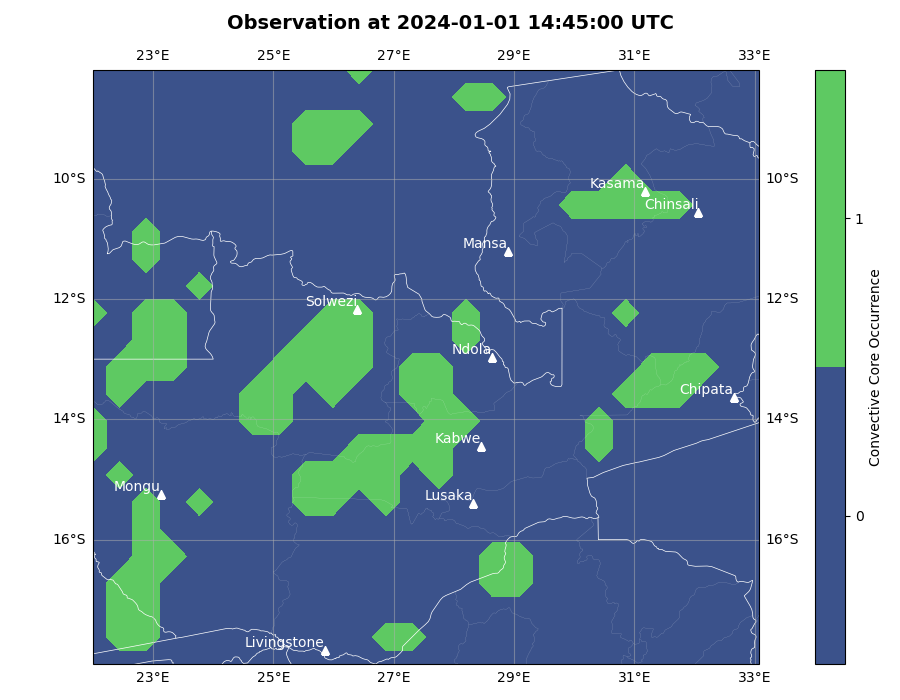 Observation at 2024-01-01 14:45:00 UTC
23°E 25°E 27°E 29°E 31°E 33°E
10°S 10°S
12°S 12°S
14°S 14°S
16°S 16°S
Kasama
Chinsali
Mansa
Solwezi
Ndola
Chipata
Kabwe
Mongu
Lusaka
Livingstone
23°E 25°E 27°E 29°E 31°E 33°E
1
0
Convective Core Occurrence